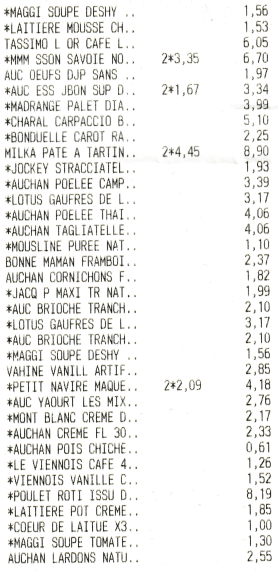 *MAGGI SOUPE DESHY .. 1,56
*LAITIERE MOUSSE CH.. 1,53
TASSIMO L OR CAFE L.. 6,05
*MMM SSON SAVOIE NO.. 2*3,35 6,70
AUC OEUFS DJP SANS .. 1,97
*AUC ESS JBON SUP D.. 2*1,67 3,34
*MADRANGE PALET DIA.. 3,99
*CHARAL CARPACCIO B.. 5,10
*BONDUELLE CAROT RA.. 2,25
MILKA PATE A TARTIN.. 2*4,45 8,90
*JOCKEY STRACCIATEL.. 1,93
*AUCHAN POELEE CAMP.. 3,39
*LOTUS GAUFRES DE L.. 3,17
*AUCHAN POELEE THAI.. 4,06
*AUCHAN TAGLIATELLE.. 4,06
*MOUSLINE PUREE NAT.. 1,10
BONNE MAMAN FRAMBOI.. 2,37
AUCHAN CORNICHONS F.. 1,82
*JACQ P MAXI TR NAT.. 1,99
*AUC BRIOCHE TRANCH.. 2,10
*LOTUS GAUFRES DE L.. 3,17
*AUC BRIOCHE TRANCH.. 2,10
*MAGGI SOUPE DESHY .. 1,56
VAHINE VANILL ARTIF.. 2,85
*PETIT NAVIRE MAQUE.. 2*2,09 4,18
*AUC YAOURT LES MIX.. 2,76
*MONT BLANC CREME D.. 2,17
*AUCHAN CREME FL 30.. 2,33
*AUCHAN POIS CHICHE.. 0,61
*LE VIENNOIS CAFE 4.. 1,26
*VIENNOIS VANILLE C.. 1,52
*POULET ROTI ISSU D.. 8,19
*LAITIERE POT CREME.. 1,85
*COEUR DE LAITUE X3.. 1,00
*MAGGI SOUPE TOMATE.. 1,30
AUCHAN LARDONS NATU.. 2,55